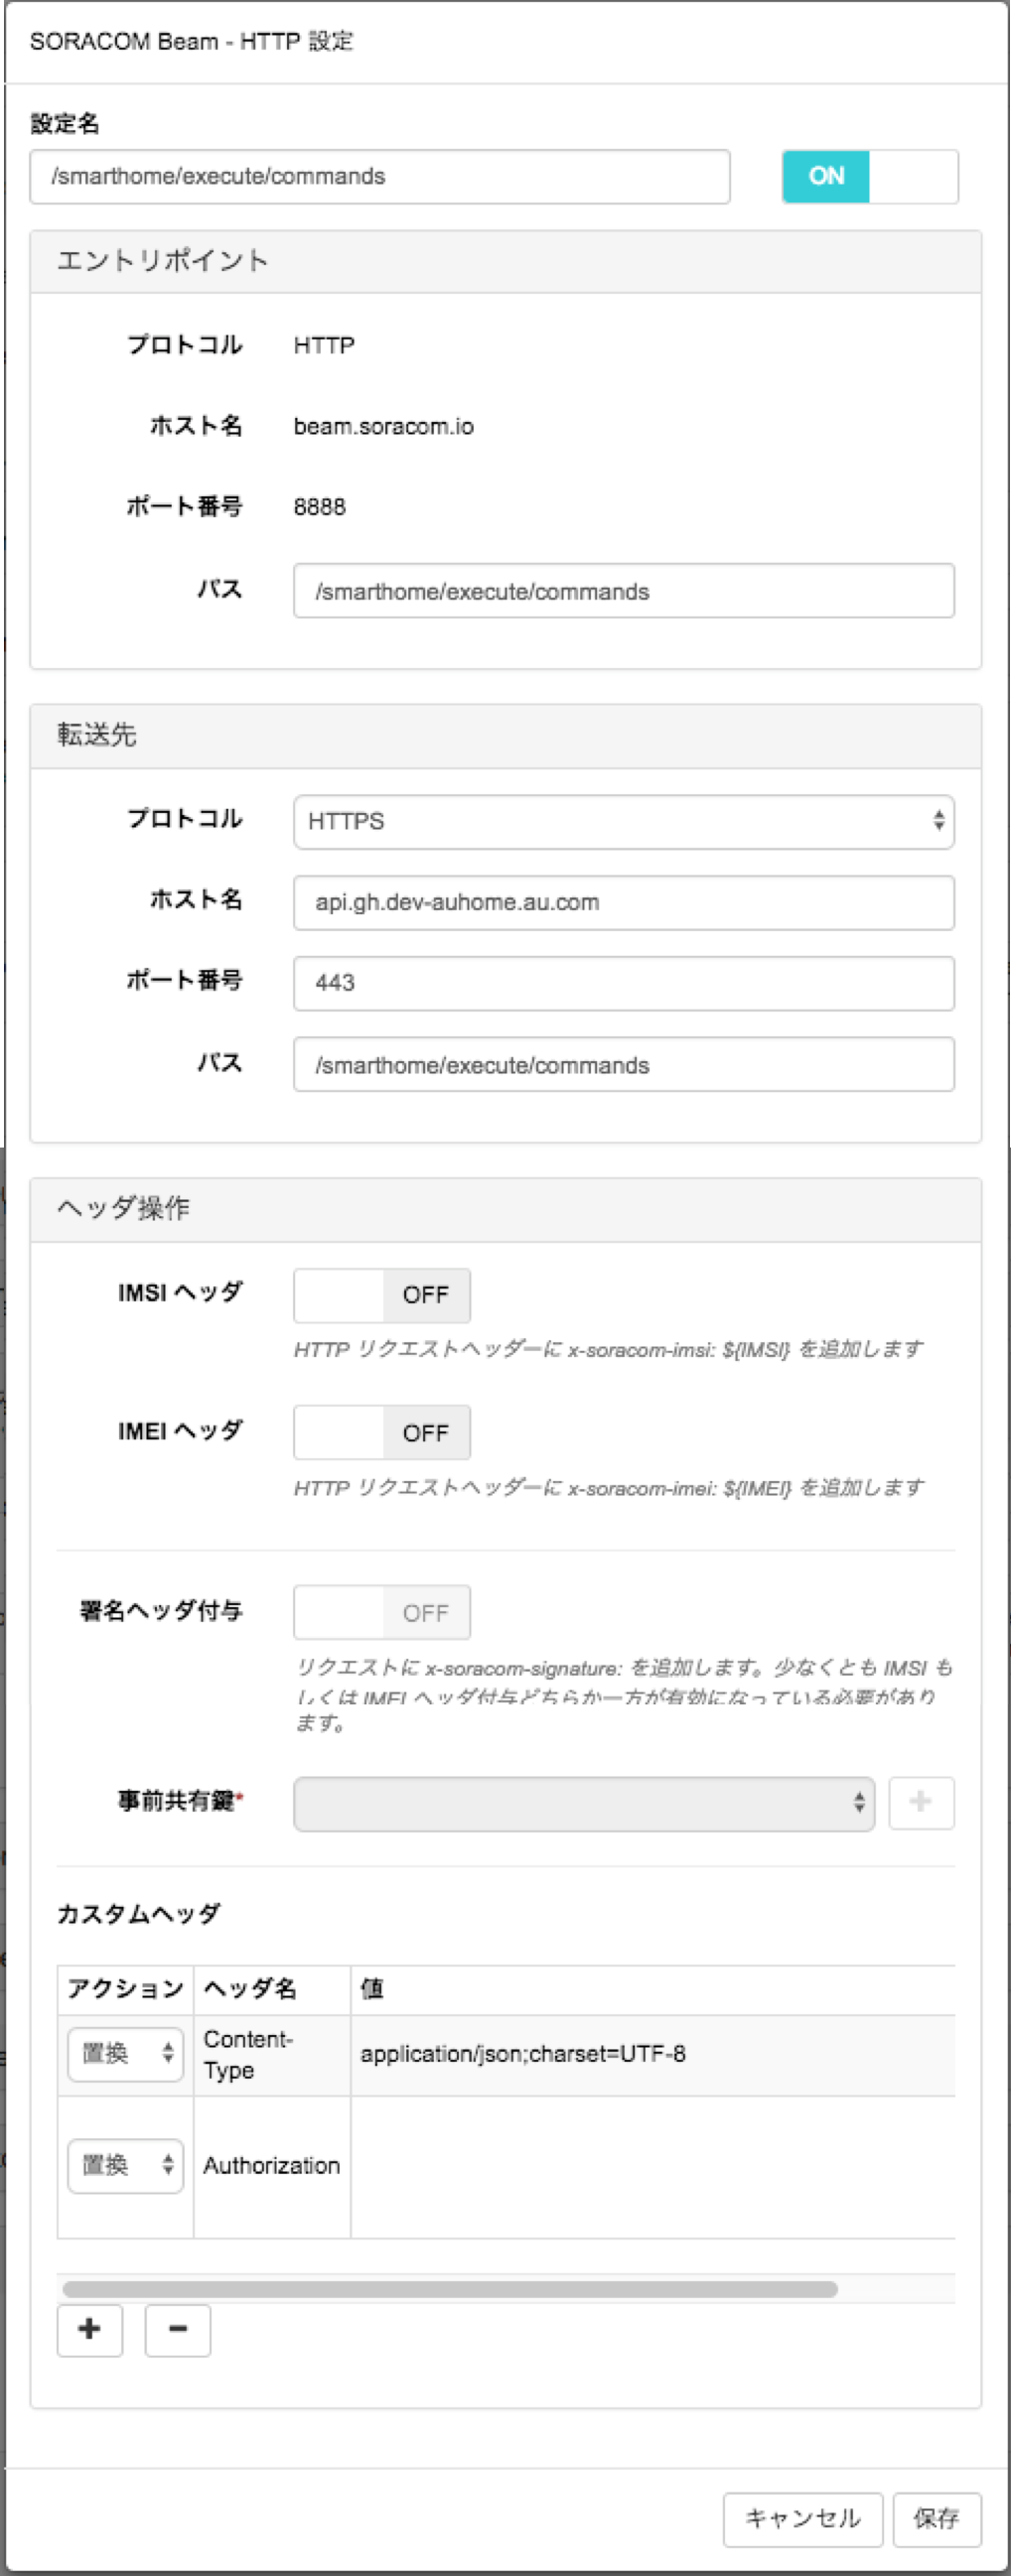 SORACOM Beam - HTTP 設定
設定名
/smarthome/execute/commands
ON
エントリポイント
プロトコル HTTP
ホスト名 beam.soracom.io
ポート番号 8888
パス /smarthome/execute/commands
転送先
プロトコル HTTPS
ホスト名 api.gh.dev-auhome.au.com
ポート番号 443
パス /smarthome/execute/commands
ヘッダ操作
IMSI ヘッダ OFF
HTTP リクエストヘッダーに x-soracom-imsi: ${IMSI} を追加します
IMEI ヘッダ OFF
HTTP リクエストヘッダーに x-soracom-imei: ${IMEI} を追加します
署名ヘッダ付与 OFF
リクエストに x-soracom-signature: を追加します。少なくとも IMSI も
しくは IMEI ヘッダ付与どちらか一方が有効になっている必要があり
ます。
事前共有鍵*
+
カスタムヘッダ
アクション ヘッダ名 値
置換 Content-
Type application/json;charset=UTF-8
置換 Authorization
+ -
キャンセル 保存